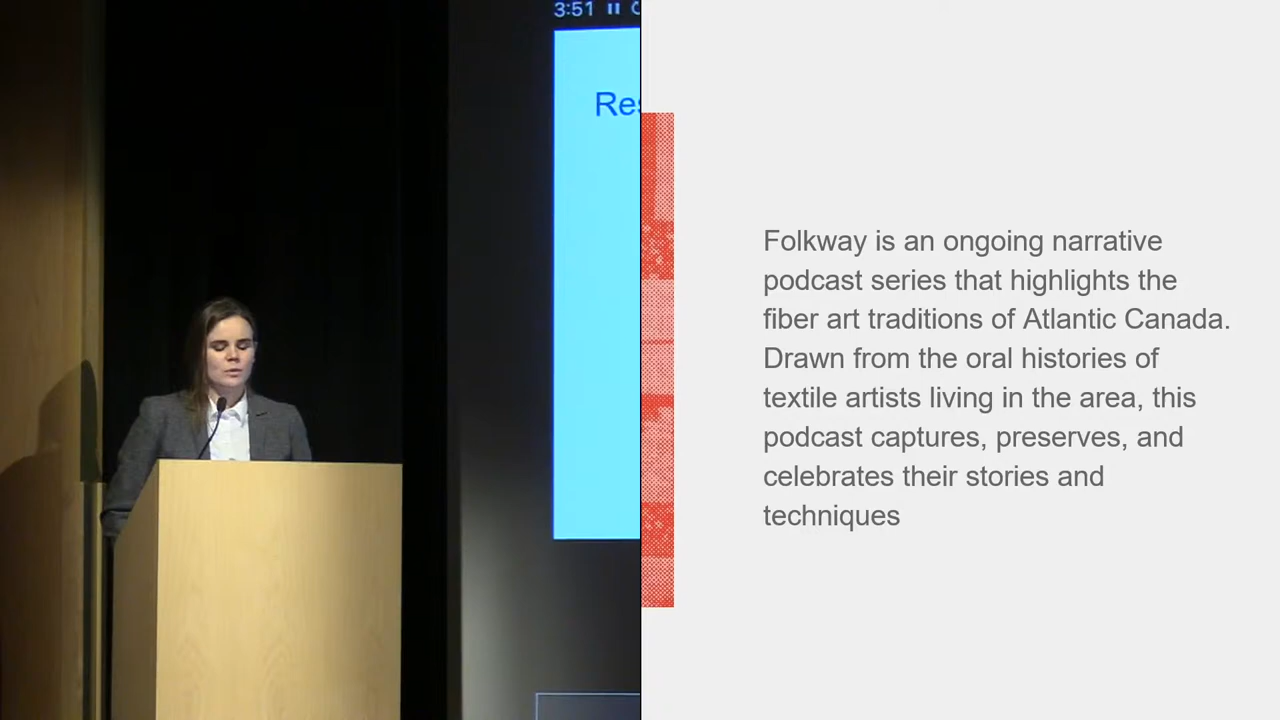 3:51
Folkway is an ongoing narrative
podcast series that highlights the
fiber art traditions of Atlantic Canada.
Drawn from the oral histories of
textile artists living in the area, this
podcast captures, preserves, and
celebrates their stories and
techniques